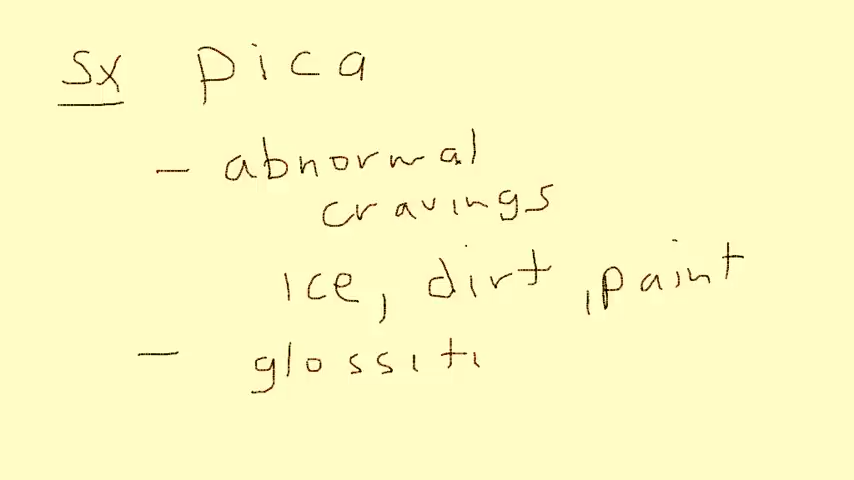 Sx pica
- abnormal
cravings
ice, dirt, paint
- glossiti